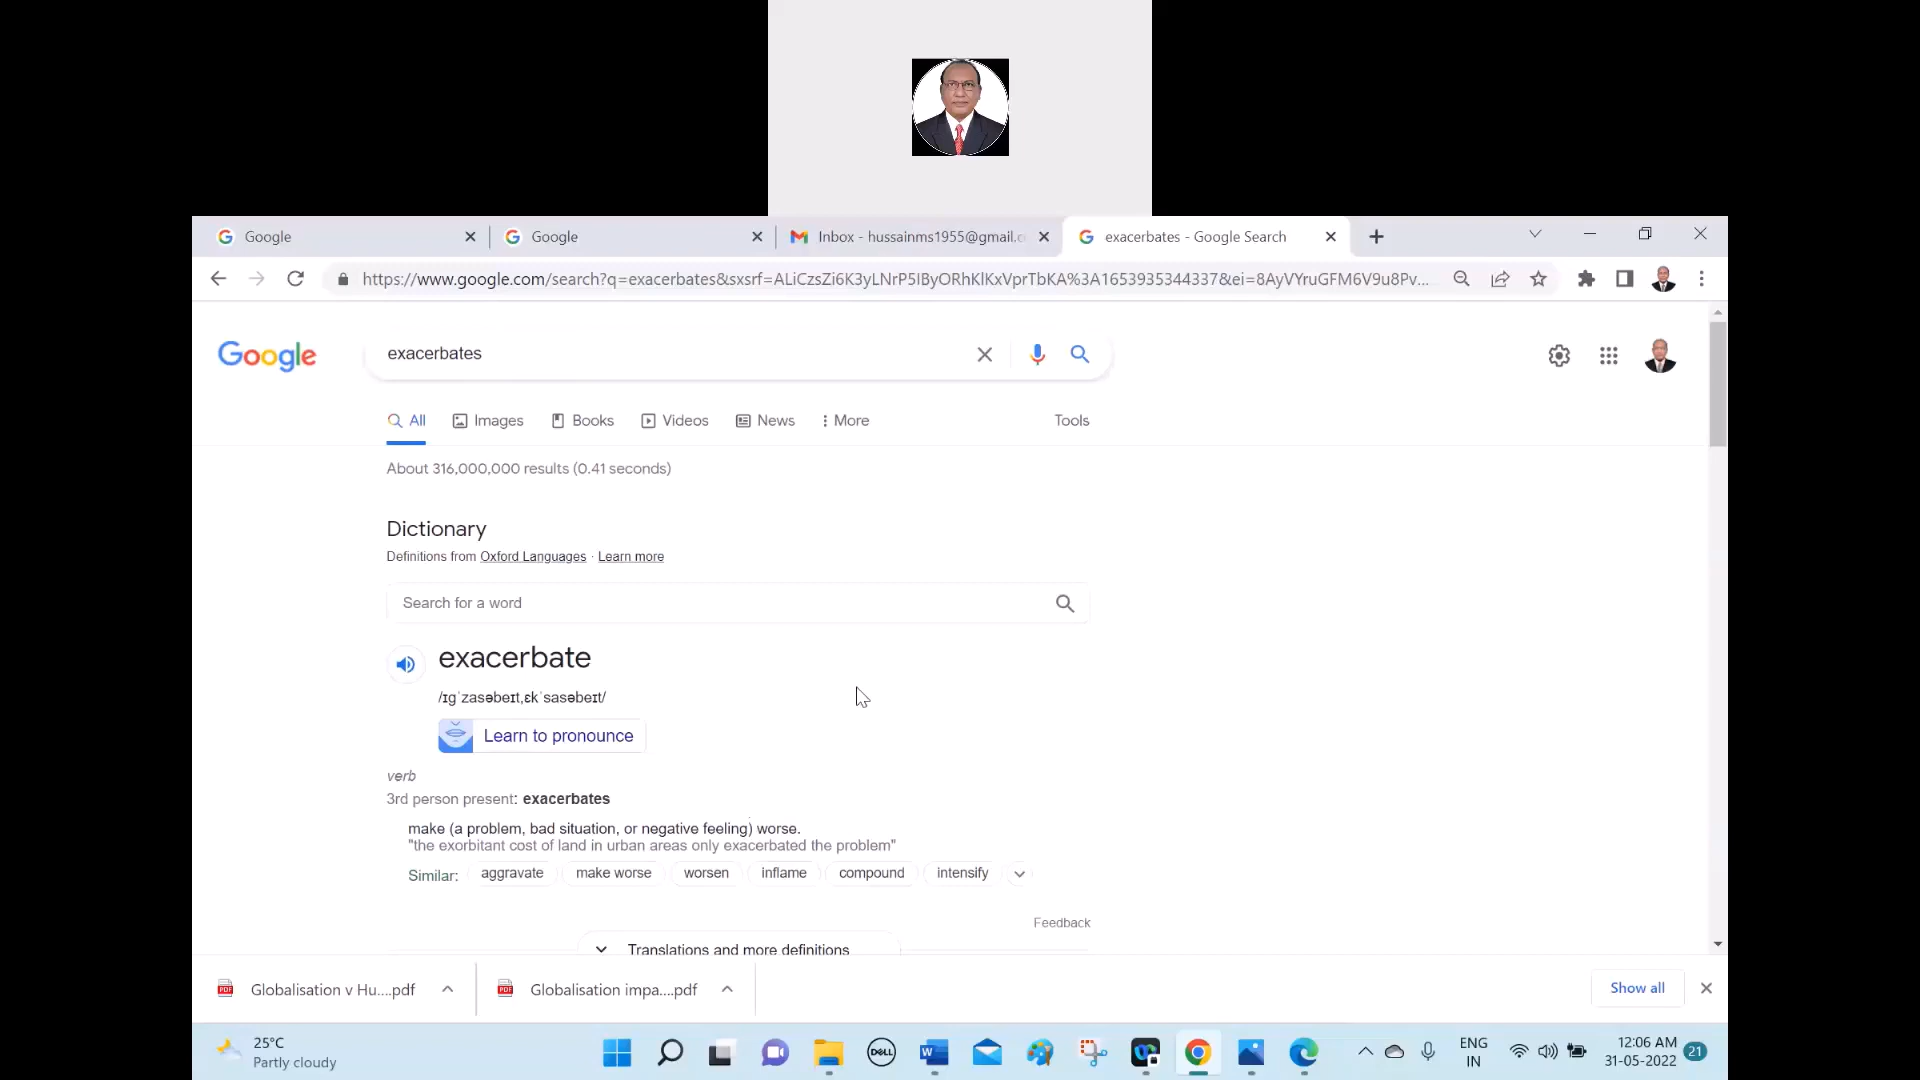 Google
Google
Inbox - hussainms1955@gmail.c
exacerbates - Google Search
https://www.google.com/search?q=exacerbates&sxsrf=ALiCzsZi6K3yLNrP5IByORhKlKxVprTbKA%3A1653935344337&ei=8AyVYruGFM6V9u8Pv...
Google
exacerbates
All
Images
Books
Videos
News
More
Tools
About 316,000,000 results (0.41 seconds)
Dictionary
Definitions from Oxford Languages · Learn more
Search for a word
exacerbate
/ɪɡˈzasəbeɪt,ɛkˈsasəbeɪt/
Learn to pronounce
verb
3rd person present: exacerbates
make (a problem, bad situation, or negative feeling) worse.
"the exorbitant cost of land in urban areas only exacerbated the problem"
Similar: aggravate make worse worsen inflame compound intensify
Feedback
Translations and more definitions
PDF Globalisation v Hu....pdf
PDF Globalisation impa....pdf
Show all
25°C
Partly cloudy
DELL
ENG
IN
12:06 AM
31-05-2022
21